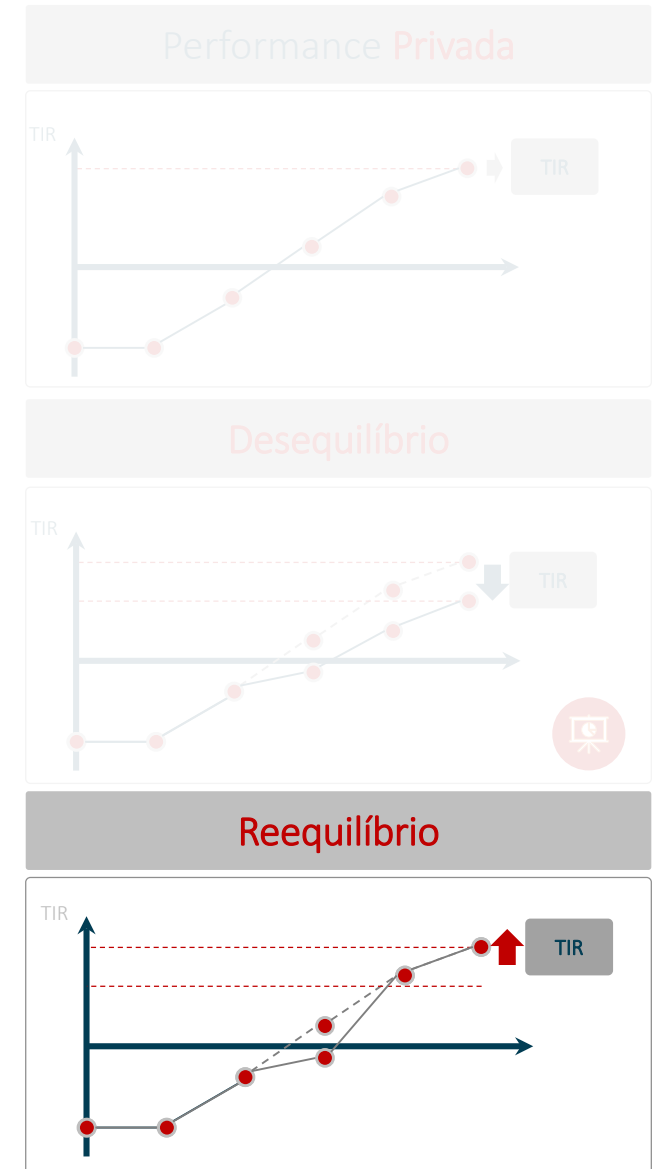 Performance Privada
TIR
TIR
Desequilíbrio
TIR
TIR
Reequilíbrio
TIR
TIR